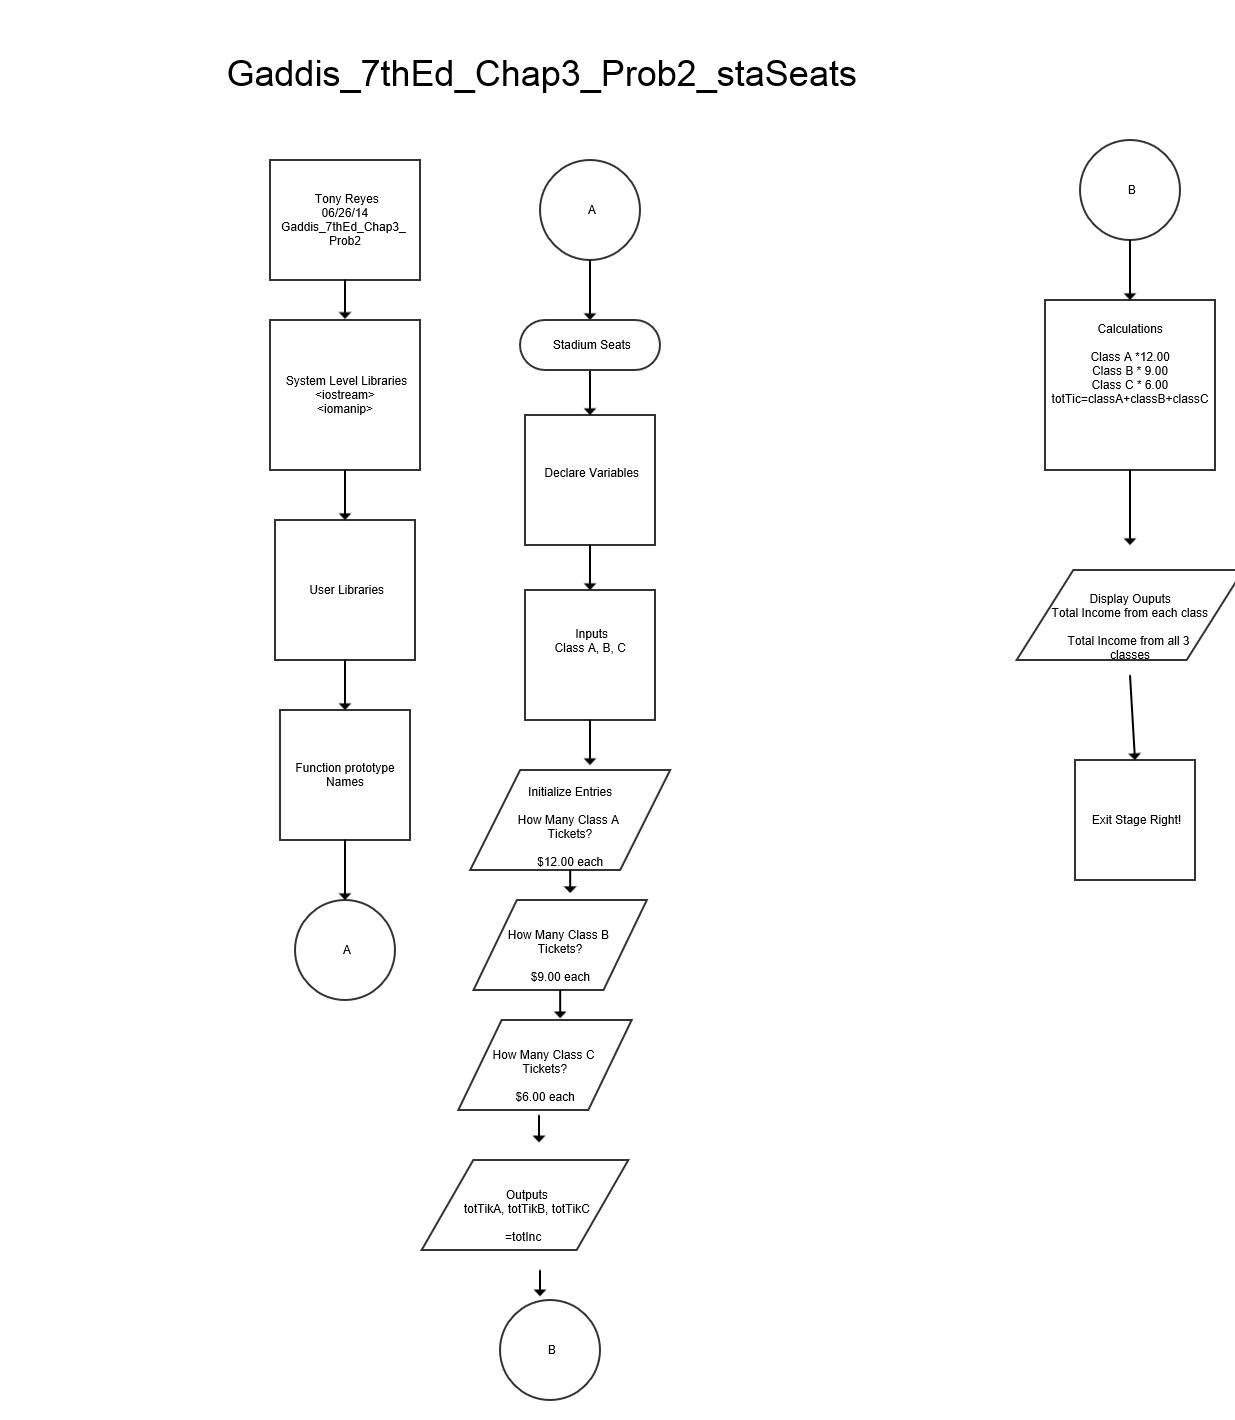 Gaddis_7thEd_Chap3_Prob2_staSeats
Tony Reyes
06/26/14
Gaddis_7thEd_Chap3_
Prob2
System Level Libraries
<iostream>
<iomanip>
User Libraries
Function prototype
Names
A
A
Stadium Seats
Declare Variables
Inputs
Class A, B, C
Initialize Entries
How Many Class A
Tickets?
$12.00 each
How Many Class B
Tickets?
$9.00 each
How Many Class C
Tickets?
$6.00 each
Outputs
totTikA, totTikB, totTikC
=totInc
B
B
Calculations
Class A *12.00
Class B * 9.00
Class C * 6.00
totTic=classA+classB+classC
Display Ouputs
Total Income from each class
Total Income from all 3
classes
Exit Stage Right!